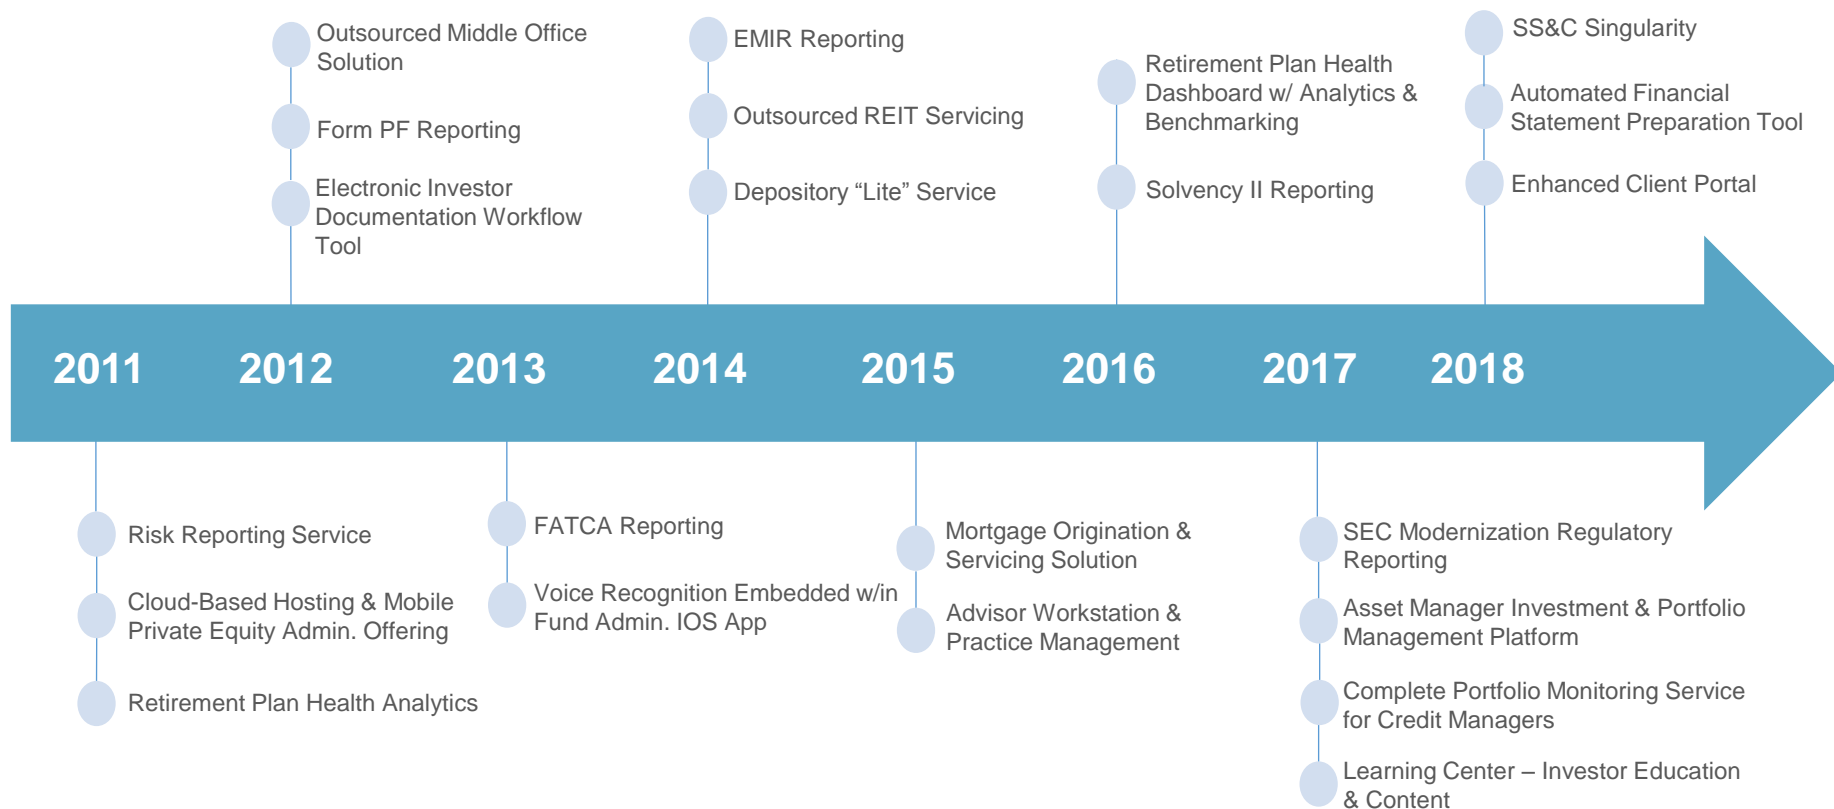 Outsourced Middle Office
Solution
Form PF Reporting
Electronic Investor
Documentation Workflow
Tool
EMIR Reporting
Outsourced REIT Servicing
Depository “Lite” Service
Retirement Plan Health
Dashboard w/ Analytics &
Benchmarking
Solvency II Reporting
SS&C Singularity
Automated Financial
Statement Preparation Tool
Enhanced Client Portal
2011 2012 2013 2014 2015 2016 2017 2018
Risk Reporting Service
Cloud-Based Hosting & Mobile
Private Equity Admin. Offering
Retirement Plan Health Analytics
FATCA Reporting
Voice Recognition Embedded w/in
Fund Admin. IOS App
Mortgage Origination &
Servicing Solution
Advisor Workstation &
Practice Management
SEC Modernization Regulatory
Reporting
Asset Manager Investment & Portfolio
Management Platform
Complete Portfolio Monitoring Service
for Credit Managers
Learning Center – Investor Education
& Content